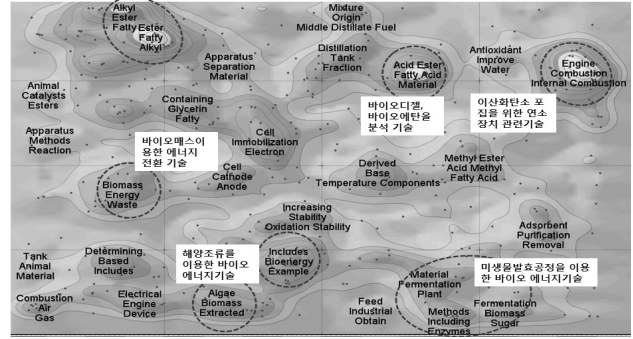 Alkyl
Ester
Fatty
Ester
Fatty
Alkyl
Mixture
Origin
Middle Distillate Fuel
Distillation
Tank
Fraction
Apparatus
Separation
Material
Acid Ester
Fatty Acid
Material
Antioxidant
Improve
Water
Engine
Combustion
Internal Combustion
Animal
Catalysts
Esters
Containing
Glycetin
Fatty
바이오디젤,
바이오에탄올
분석 기술
이산화탄소 포
집을 위한 연소
장치 관련기술
Apparatus
Methods
Reaction
바이오매스이
용한 에너지
전환 기술
Cell
Immobilization
Electron
Cell
Cathode
Anode
Derived
Base
Temperature Components
Methyl Ester
Acid Methyl
Fatty Acid
Biomass
Energy
Waste
Increasing
Stability
Oxidation Stability
Adsorbent
Purification
Removal
Tank
Animal
Material
Determining,
Based
Includes
해양조류를
이용한 바이오
에너지기술
Includes
Bioenergy
Example
Material
Fermentation
Plant
미생물발효공정을 이용
한 바이오 에너지기술
Combustion
Air
Gas
Electrical
Engine
Device
Algae
Biomass
Extracted
Feed
Industrial
Obtain
Methods
Including
Enzymes
Fermentation
Biomass
Sugar